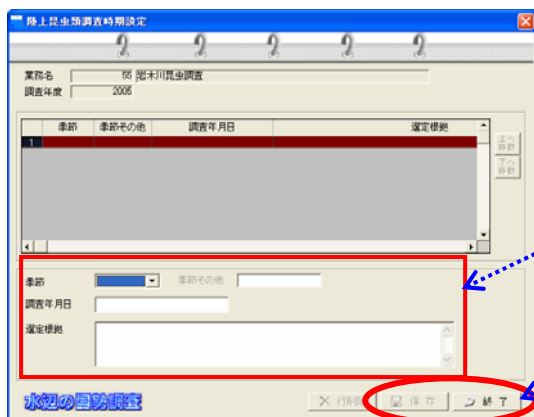 陸上昆虫類調査時期設定
業務名 55 岩木川昆虫調査
調査年度 2005
季節 季節その他 調査年月日 選定根拠
1
上へ移動
下へ移動
季節 季節その他
調査年月日
選定根拠
水辺の国勢調査 行削除 保存 終了